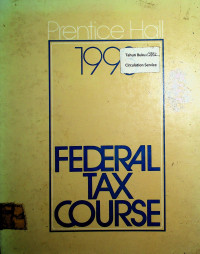 Prentice Hall
199
Circulation Service
FEDERAL
TAX
COURSE